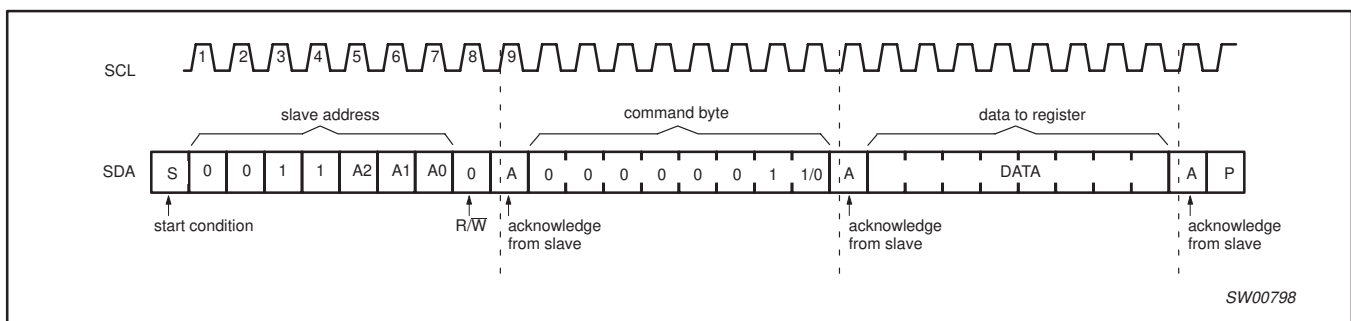 SCL 1 2 3 4 5 6 7 8 9
slave address command byte data to register
SDA S 0 0 1 1 A2 A1 A0 0 A 0 0 0 0 0 0 1 1/0 A DATA A P
start condition R/W̅ acknowledge acknowledge acknowledge
from slave from slave from slave
SW00798